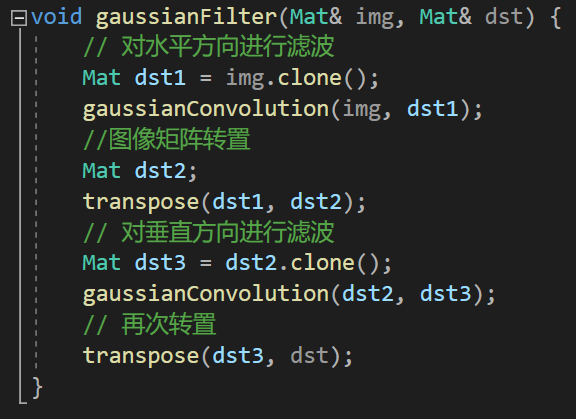 void gaussianFilter(Mat& img, Mat& dst) {
// 对水平方向进行滤波
Mat dst1 = img.clone();
gaussianConvolution(img, dst1);
//图像矩阵转置
Mat dst2;
transpose(dst1, dst2);
// 对垂直方向进行滤波
Mat dst3 = dst2.clone();
gaussianConvolution(dst2, dst3);
// 再次转置
transpose(dst3, dst);
}